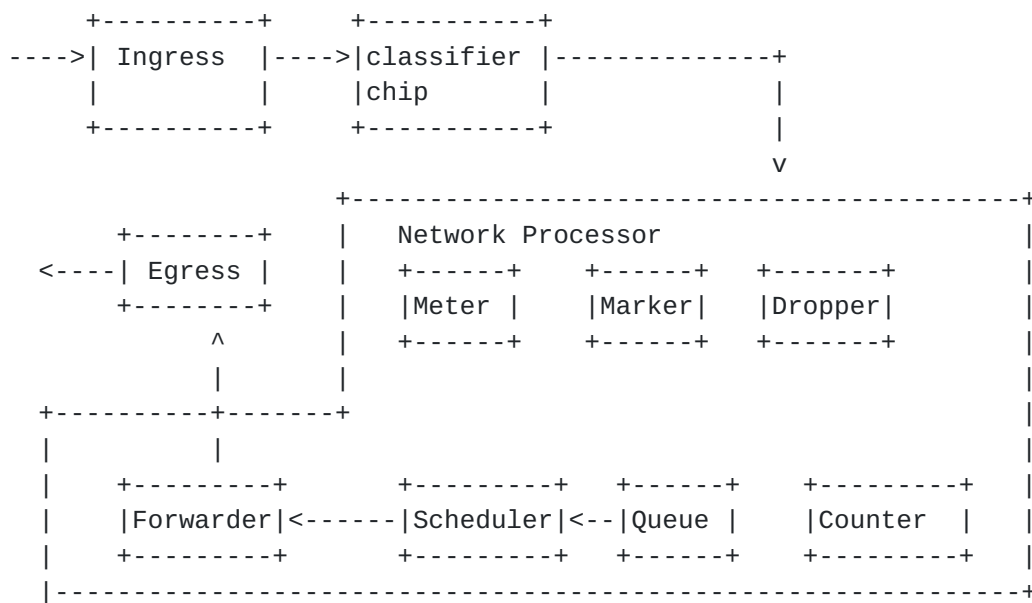 Ingress classifier
chip
Network Processor
Egress
Meter Marker Dropper
Forwarder Scheduler Queue Counter